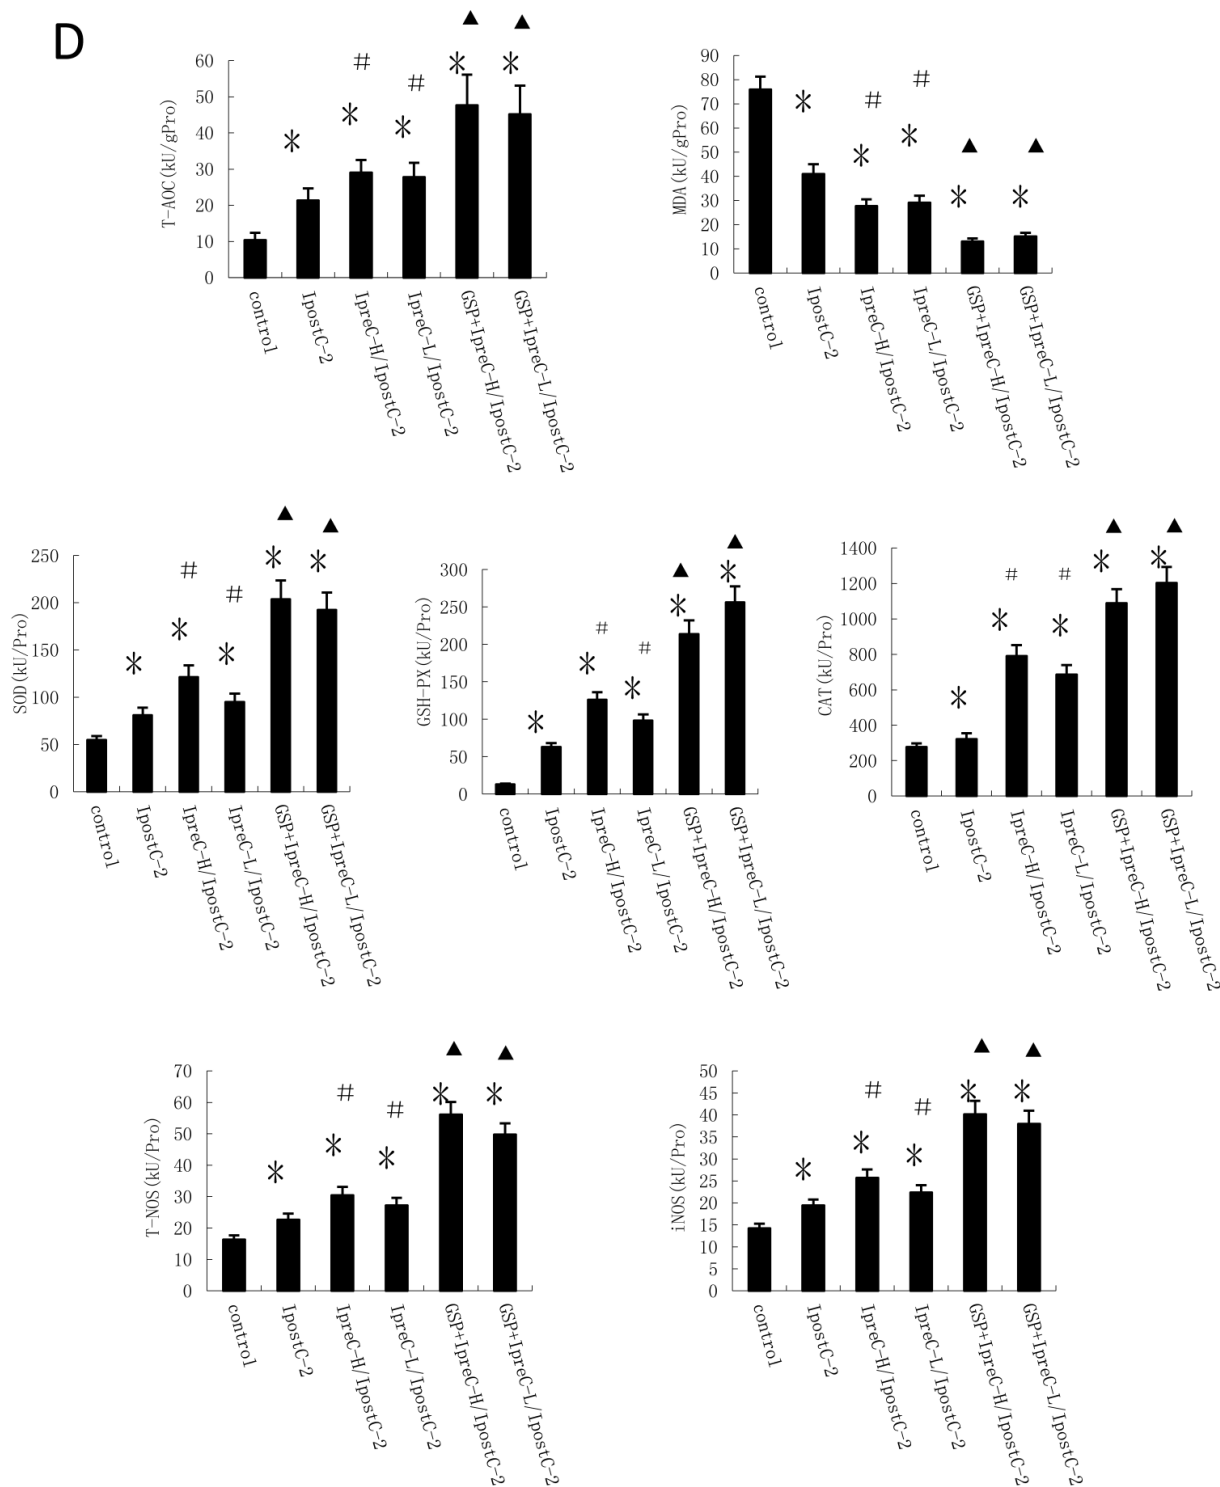 D
T-AOC(kU/gPro)
60
50
40
30
20
10
0
* * * * *
# #
▲ ▲
control
IpostC-2
IpreC-H/IpostC-2
IpreC-L/IpostC-2
GSP+IpreC-H/IpostC-2
GSP+IpreC-L/IpostC-2
MDA(kU/gPro)
90
80
70
60
50
40
30
20
10
0
* * * * *
# #
▲ ▲
control
IpostC-2
IpreC-H/IpostC-2
IpreC-L/IpostC-2
GSP+IpreC-H/IpostC-2
GSP+IpreC-L/IpostC-2
SOD(kU/Pro)
250
200
150
100
50
0
* * * * *
# #
▲ ▲
control
IpostC-2
IpreC-H/IpostC-2
IpreC-L/IpostC-2
GSP+IpreC-H/IpostC-2
GSP+IpreC-L/IpostC-2
GSH-PX(kU/Pro)
300
250
200
150
100
50
0
* * * * *
# #
▲ ▲
control
IpostC-2
IpreC-H/IpostC-2
IpreC-L/IpostC-2
GSP+IpreC-H/IpostC-2
GSP+IpreC-L/IpostC-2
CAT(kU/Pro)
1400
1200
1000
800
600
400
200
0
* * * * *
# #
▲ ▲
control
IpostC-2
IpreC-H/IpostC-2
IpreC-L/IpostC-2
GSP+IpreC-H/IpostC-2
GSP+IpreC-L/IpostC-2
T-NOS(kU/Pro)
70
60
50
40
30
20
10
0
* * * * *
# #
▲ ▲
control
IpostC-2
IpreC-H/IpostC-2
IpreC-L/IpostC-2
GSP+IpreC-H/IpostC-2
GSP+IpreC-L/IpostC-2
iNOS(kU/Pro)
50
45
40
35
30
25
20
15
10
5
0
* * * * *
# #
▲ ▲
control
IpostC-2
IpreC-H/IpostC-2
IpreC-L/IpostC-2
GSP+IpreC-H/IpostC-2
GSP+IpreC-L/IpostC-2